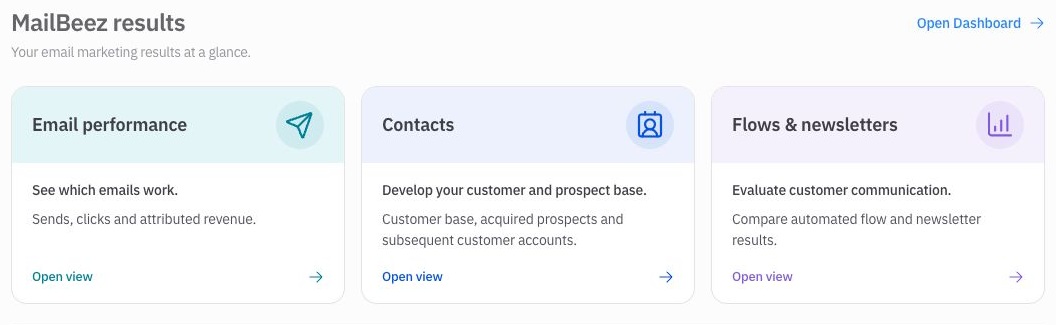 MailBeez results
Open Dashboard
Your email marketing results at a glance.
Email performance
See which emails work.
Sends, clicks and attributed revenue.
Open view
Contacts
Develop your customer and prospect base.
Customer base, acquired prospects and
subsequent customer accounts.
Open view
Flows & newsletters
Evaluate customer communication.
Compare automated flow and newsletter
results.
Open view